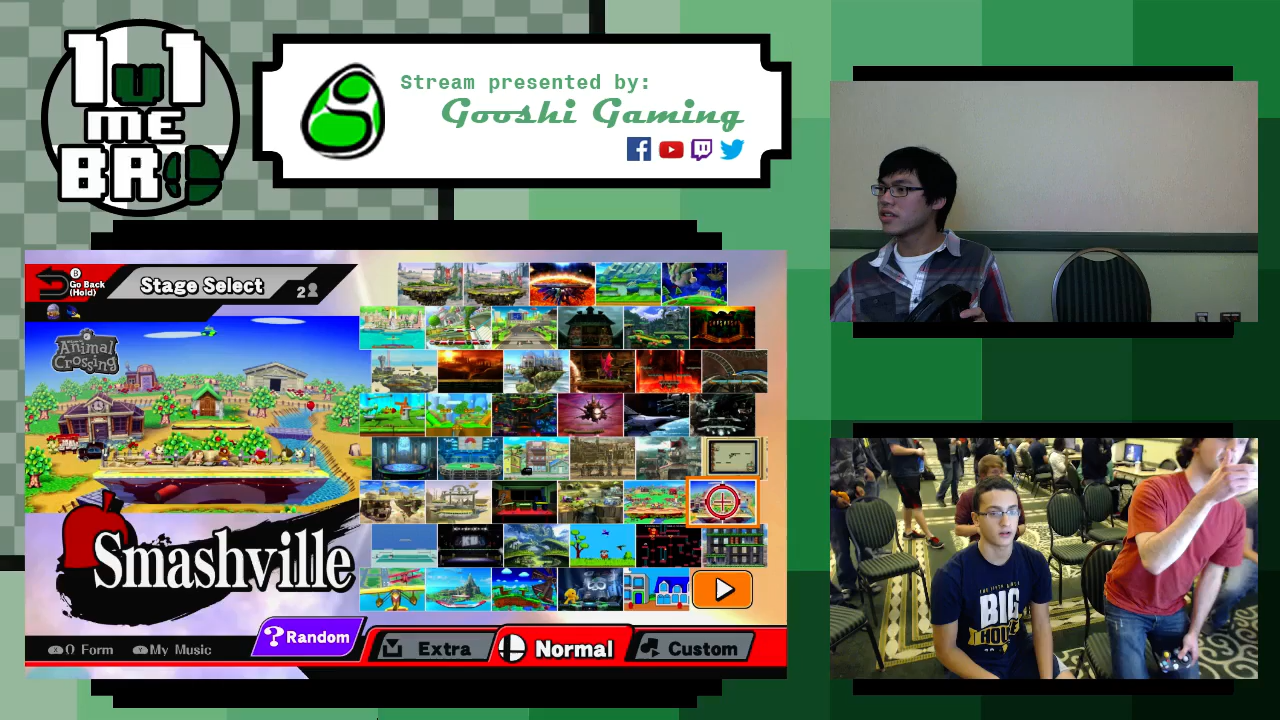 1v1
ME
BRO
Stream presented by:
Gooshi Gaming
B
Go Back
(Hold)
Stage Select
2
Animal
Crossing
Smashville
? Random
Form
My Music
Extra
Normal
Custom
BIG
HOUSE